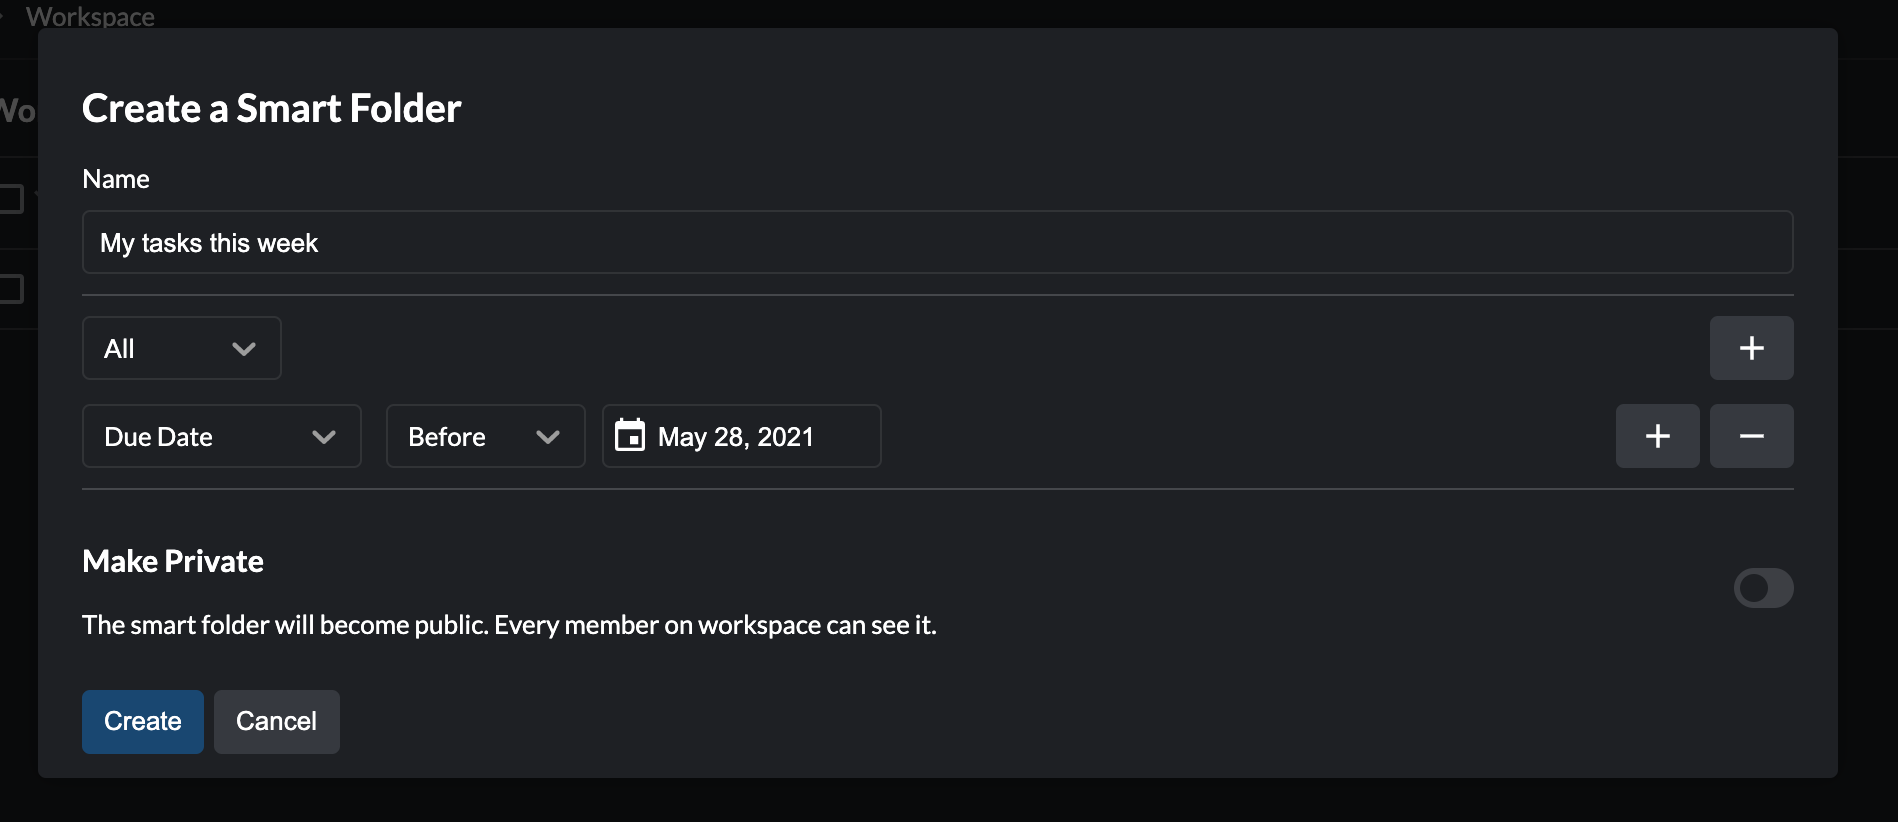 Workspace
Wo
Create a Smart Folder
Name
My tasks this week
All
+
Due Date Before May 28, 2021 + −
Make Private
The smart folder will become public. Every member on workspace can see it.
Create Cancel